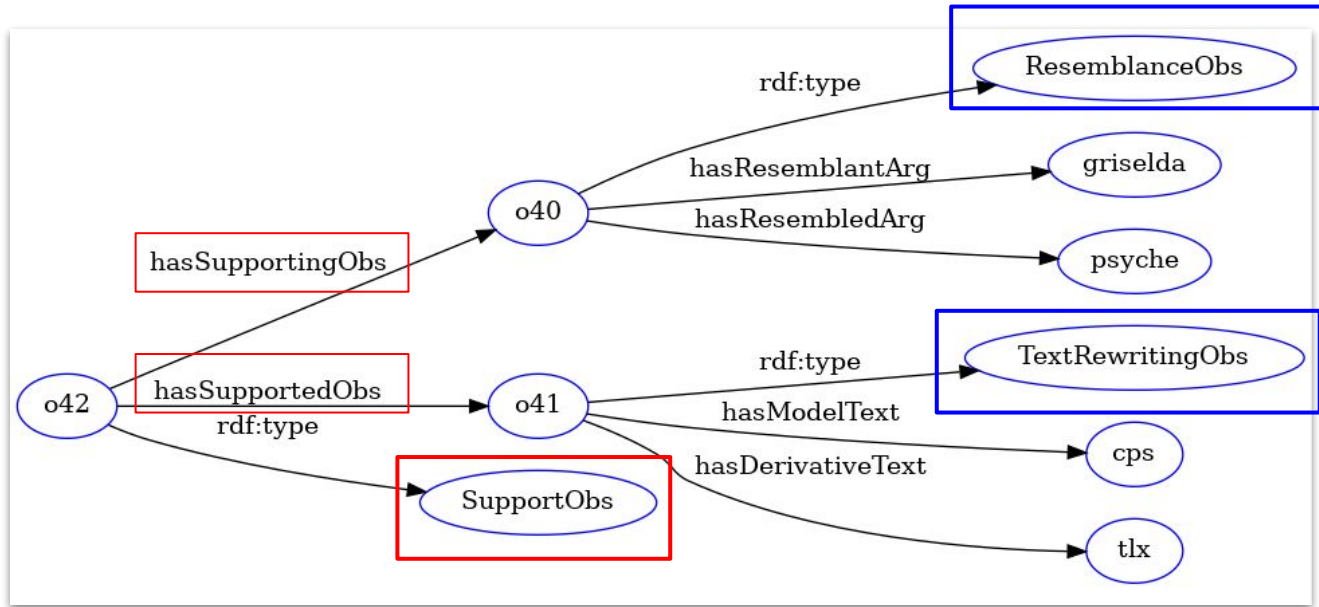 ResemblanceObs
rdf:type
griselda
hasResemblantArg
o40
hasResembledArg
psyche
hasSupportingObs
TextRewritingObs
rdf:type
hasSupportedObs
o42
o41
hasModelText
rdf:type
cps
hasDerivativeText
SupportObs
tlx